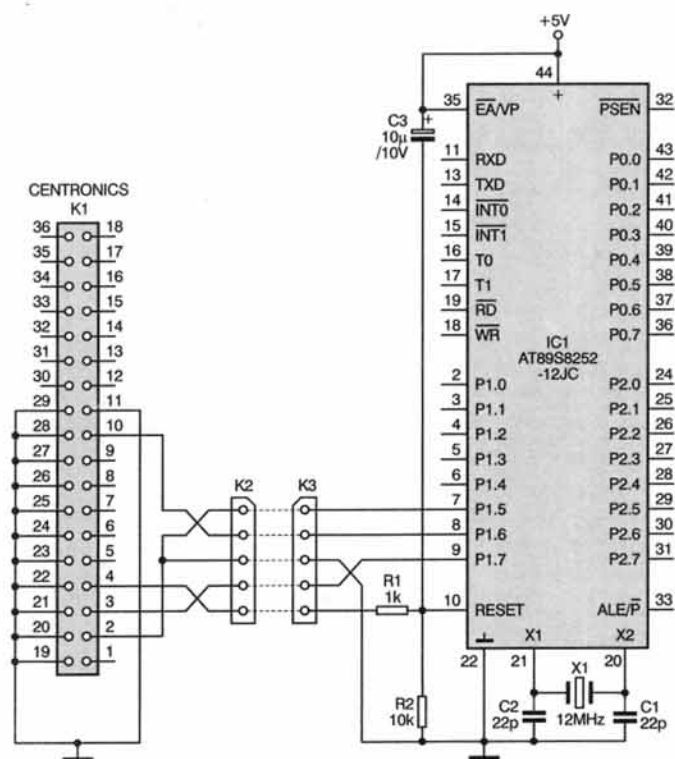 +5V
44
+
35
EA/VP
PSEN
32
C3
10µ
/10V
11
RXD
P0.0
43
13
TXD
P0.1
42
14
INT0
P0.2
41
15
INT1
P0.3
40
16
T0
P0.4
39
17
T1
P0.5
38
19
RD
P0.6
37
18
WR
P0.7
36
IC1
AT89S8252
-12JC
2
P1.0
P2.0
24
3
P1.1
P2.1
25
4
P1.2
P2.2
26
5
P1.3
P2.3
27
6
P1.4
P2.4
28
7
P1.5
P2.5
29
8
P1.6
P2.6
30
9
P1.7
P2.7
31
10
RESET
ALE/P
33
X1
X2
22
21
20
X1
12MHz
C2
22p
C1
22p
R1
1k
R2
10k
CENTRONICS
K1
36
18
35
17
34
16
33
15
32
14
31
13
30
12
29
11
28
10
27
9
26
8
25
7
24
6
23
5
22
4
21
3
20
2
19
1
K2
K3